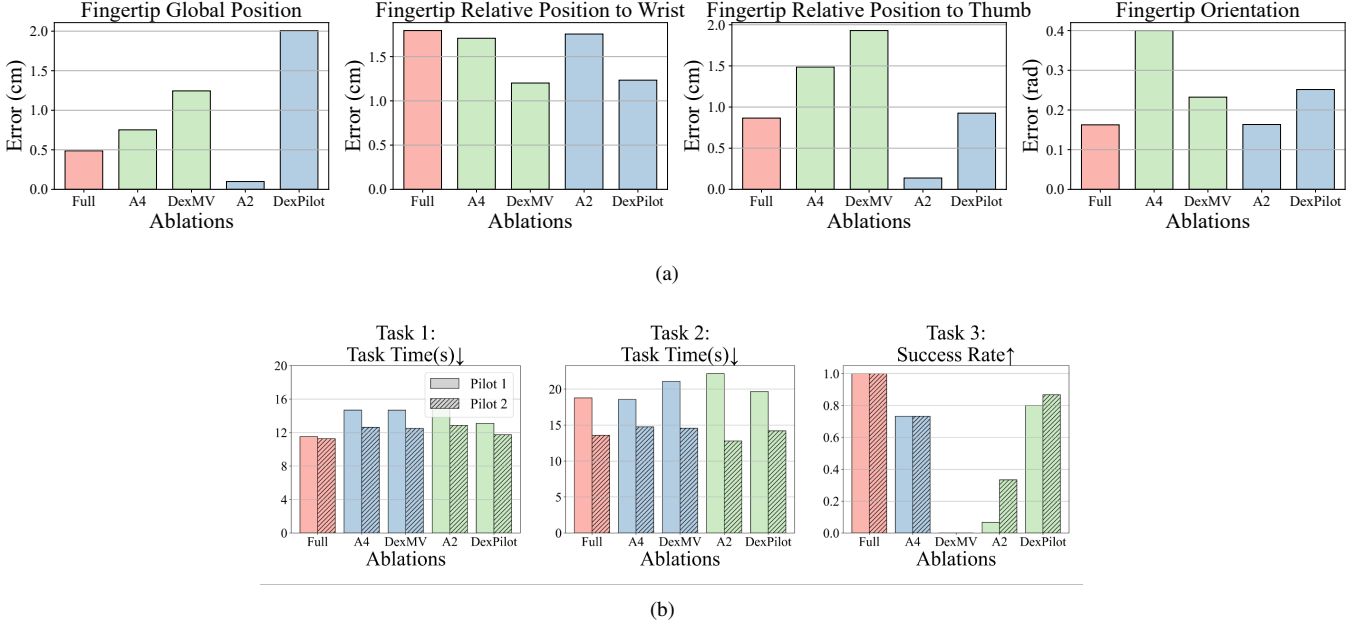 Fingertip Global Position
Error (cm)
2.0
1.5
1.0
0.5
0.0
Full A4 DexMV A2 DexPilot
Ablations
Fingertip Relative Position to Wrist
Error (cm)
1.5
1.0
0.5
0.0
Full A4 DexMV A2 DexPilot
Ablations
Fingertip Relative Position to Thumb
Error (cm)
2.0
1.5
1.0
0.5
0.0
Full A4 DexMV A2 DexPilot
Ablations
Fingertip Orientation
Error (rad)
0.4
0.3
0.2
0.1
0.0
Full A4 DexMV A2 DexPilot
Ablations
(a)
Task 1:
Task Time(s)↓
20
16
12
8
4
0
Pilot 1
Pilot 2
Full A4 DexMV A2 DexPilot
Ablations
Task 2:
Task Time(s)↓
20
15
10
5
0
Full A4 DexMV A2 DexPilot
Ablations
Task 3:
Success Rate↑
1.0
0.8
0.6
0.4
0.2
0.0
Full A4 DexMV A2 DexPilot
Ablations
(b)